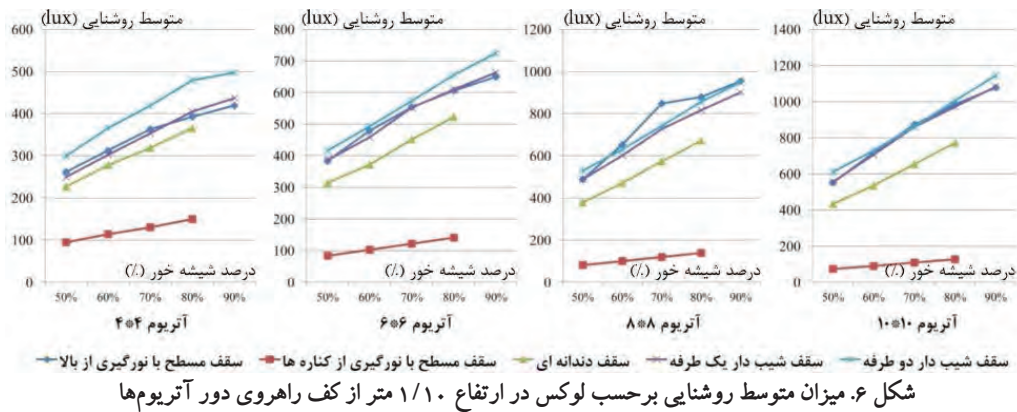 متوسط روشنایی (lux)
600
500
400
300
200
100
0
درصد شیشه خور (٪)
50% 60% 70% 80% 90%
آتریوم ۴*۴
متوسط روشنایی (lux)
800
700
600
500
400
300
200
100
0
درصد شیشه خور (٪)
50% 60% 70% 80% 90%
آتریوم ۶*۶
متوسط روشنایی (lux)
1200
1000
800
600
400
200
0
درصد شیشه خور (٪)
50% 60% 70% 80% 90%
آتریوم ۸*۸
متوسط روشنایی (lux)
1400
1200
1000
800
600
400
200
0
درصد شیشه خور (٪)
50% 60% 70% 80% 90%
آتریوم ۱۰*۱۰
سقف شیب دار دو طرفه سقف شیب دار یک طرفه سقف دندانه ای سقف مسطح با نورگیری از کناره ها سقف مسطح با نورگیری از بالا
شکل ۶. میزان متوسط روشنایی برحسب لوکس در ارتفاع ۱/۱۰ متر از کف راهروی دور آتریوم‌ها